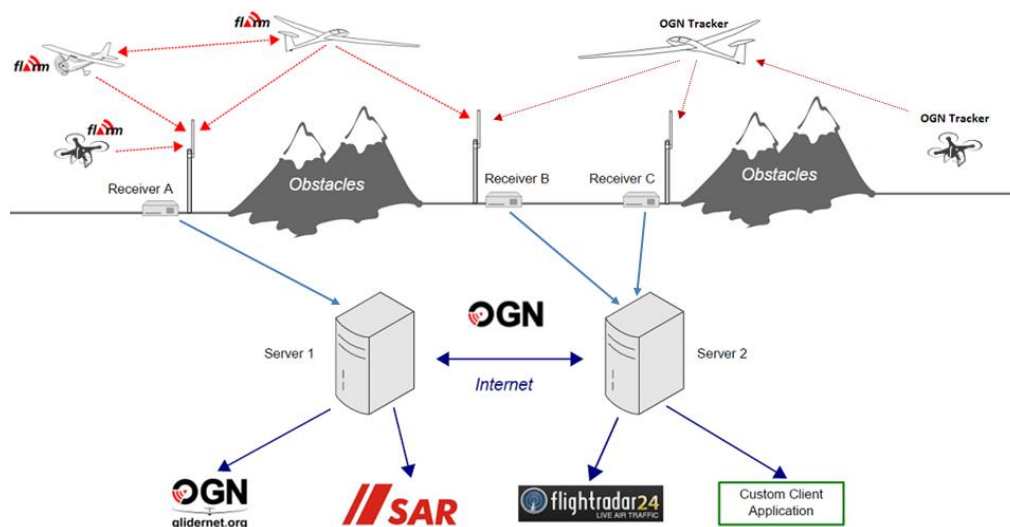 flarm
OGN Tracker
flarm
flarm
OGN Tracker
Receiver A
Obstacles
Receiver B
Receiver C
Obstacles
OGN
Server 1
Server 2
Internet
OGN
glidernet.org
SAR
flightradar24
LIVE AIR TRAFFIC
Custom Client
Application